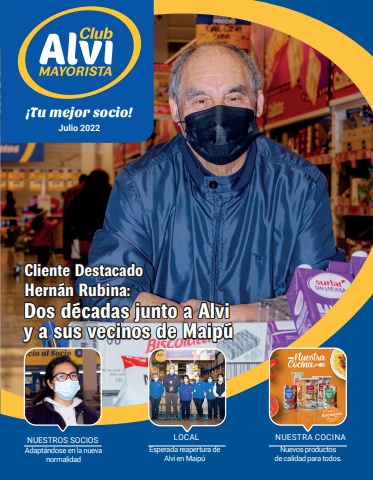 Club
Alvi
MAYORISTA
¡Tu mejor socio!
Julio 2022
Cliente Destacado
Hernán Rubina:
Dos décadas junto a Alvi
y a sus vecinos de Maipú
surlat
NUESTROS SOCIOS
Adaptándose en la nueva
normalidad
LOCAL
Esperada reapertura de
Alvi en Maipú
Nuestra
Cocina
NUESTRA COCINA
Nuevos productos
de calidad para todos.